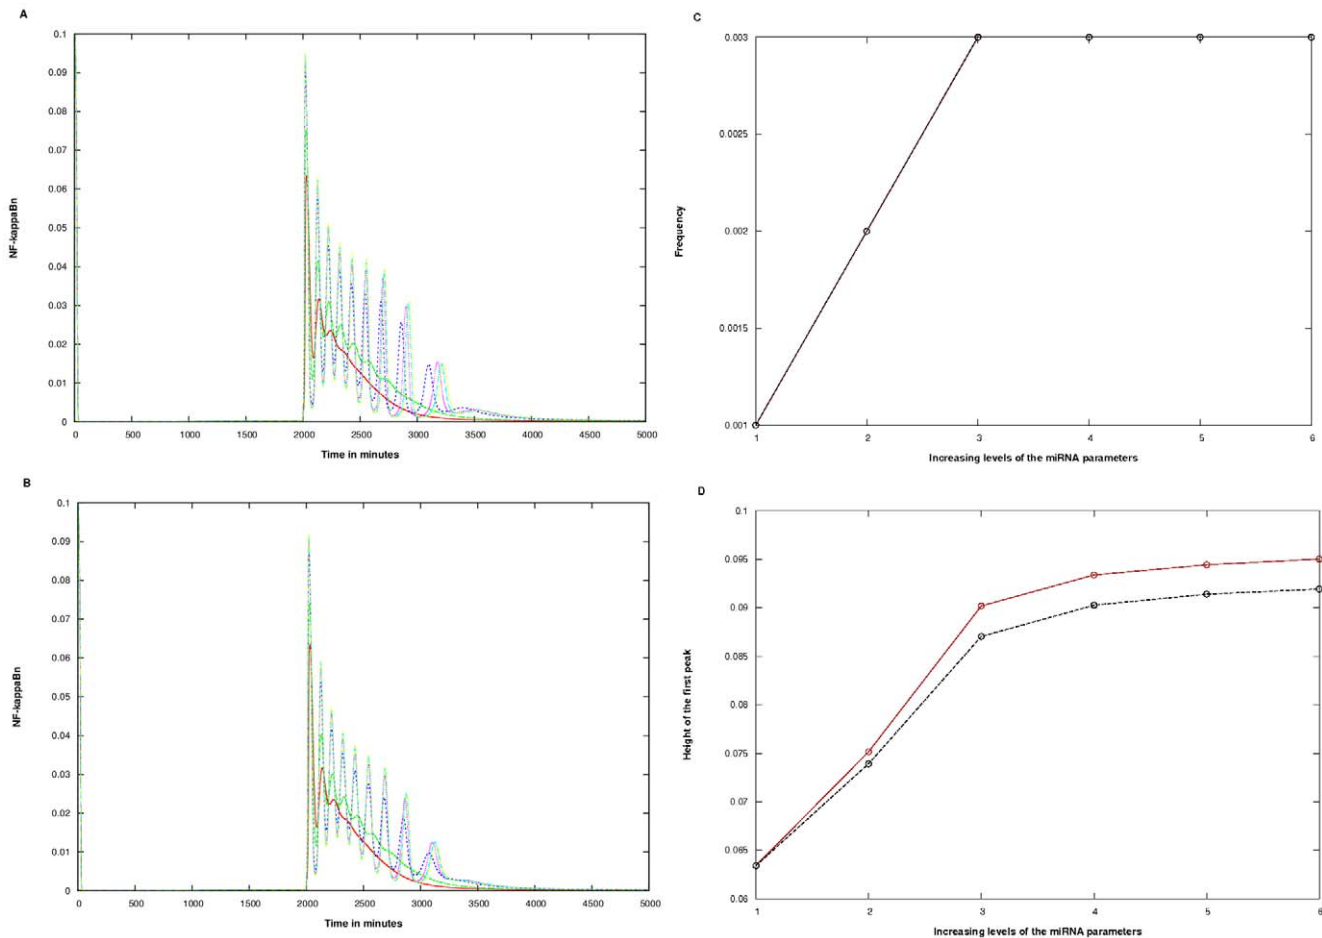 A
0.1
0.09
0.08
0.07
0.06
0.05
0.04
0.03
0.02
0.01
0
NF-kappaBn
0 500 1000 1500 2000 2500 3000 3500 4000 4500 5000
Time in minutes
B
0.1
0.09
0.08
0.07
0.06
0.05
0.04
0.03
0.02
0.01
0
NF-kappaBn
0 500 1000 1500 2000 2500 3000 3500 4000 4500 5000
Time in minutes
C
0.003
0.0025
0.002
0.0015
0.001
Frequency
1 2 3 4 5 6
Increasing levels of the miRNA parameters
D
0.1
0.095
0.09
0.085
0.08
0.075
0.07
0.065
0.06
Height of the first peak
1 2 3 4 5 6
Increasing levels of the miRNA parameters